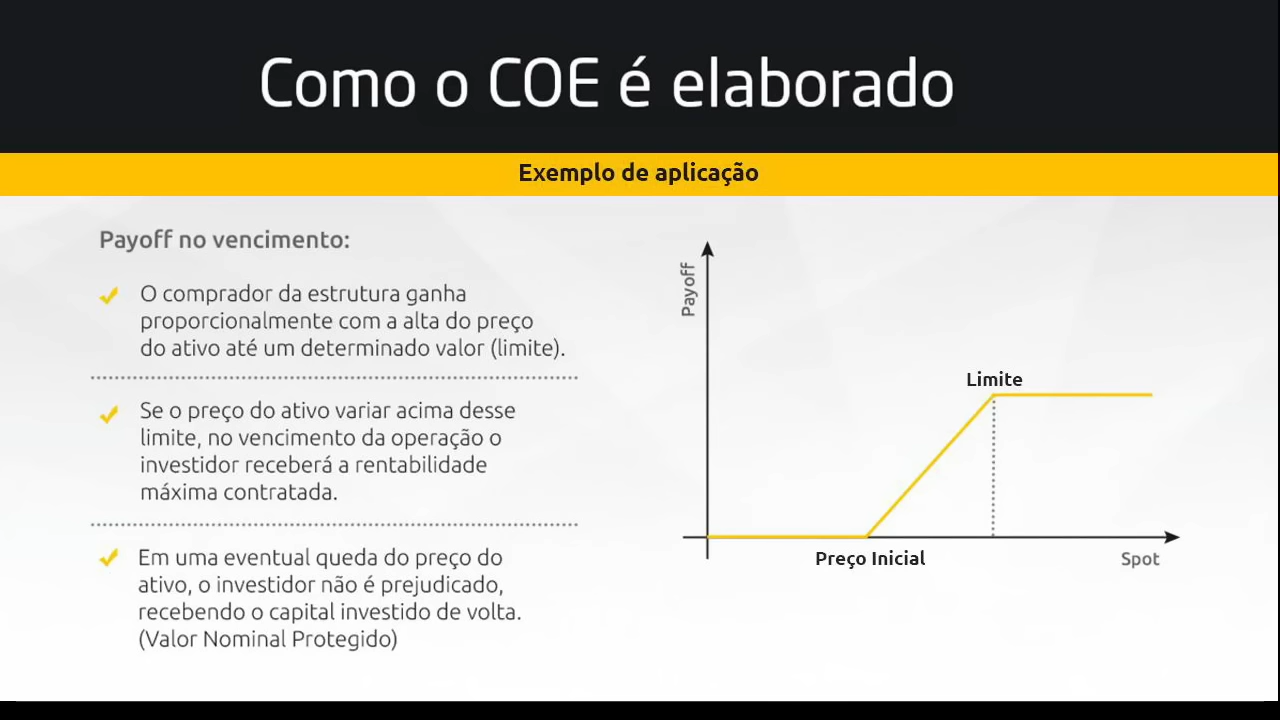 Como o COE é elaborado
Exemplo de aplicação
Payoff no vencimento:
O comprador da estrutura ganha
proporcionalmente com a alta do preço
do ativo até um determinado valor (limite).
Se o preço do ativo variar acima desse
limite, no vencimento da operação o
investidor receberá a rentabilidade
máxima contratada.
Em uma eventual queda do preço do
ativo, o investidor não é prejudicado,
recebendo o capital investido de volta.
(Valor Nominal Protegido)
Payoff
Limite
Preço Inicial
Spot